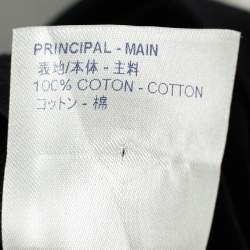 PRINCIPAL - MAIN
表地/本体 - 主料
100% COTON - COTTON
コットン - 棉